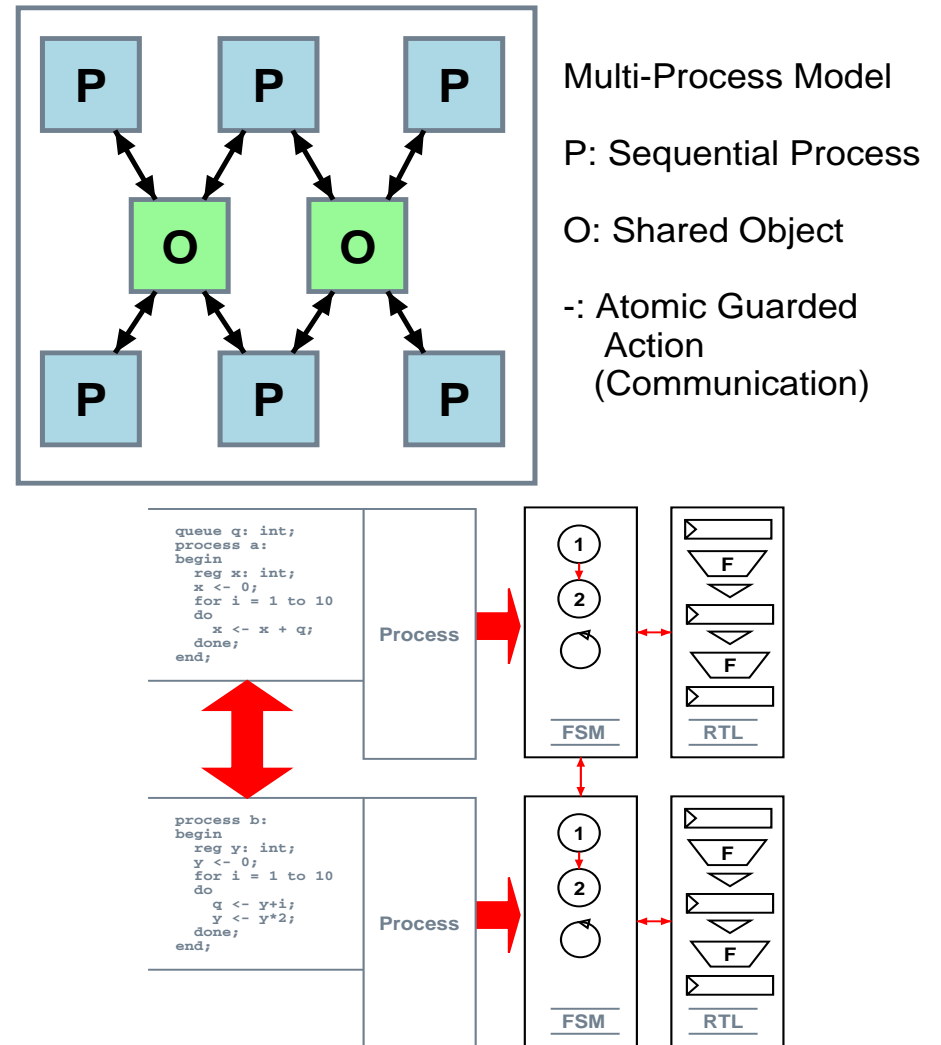 P P P
O O
P P P
Multi-Process Model
P: Sequential Process
O: Shared Object
-: Atomic Guarded
Action
(Communication)
queue q: int;
process a:
begin
reg x: int;
x <- 0;
for i = 1 to 10
do
x <- x + q;
done;
end;
Process
1
2
FSM
F
F
RTL
process b:
begin
reg y: int;
y <- 0;
for i = 1 to 10
do
q <- y+i;
y <- y*2;
done;
end;
Process
1
2
FSM
F
F
RTL